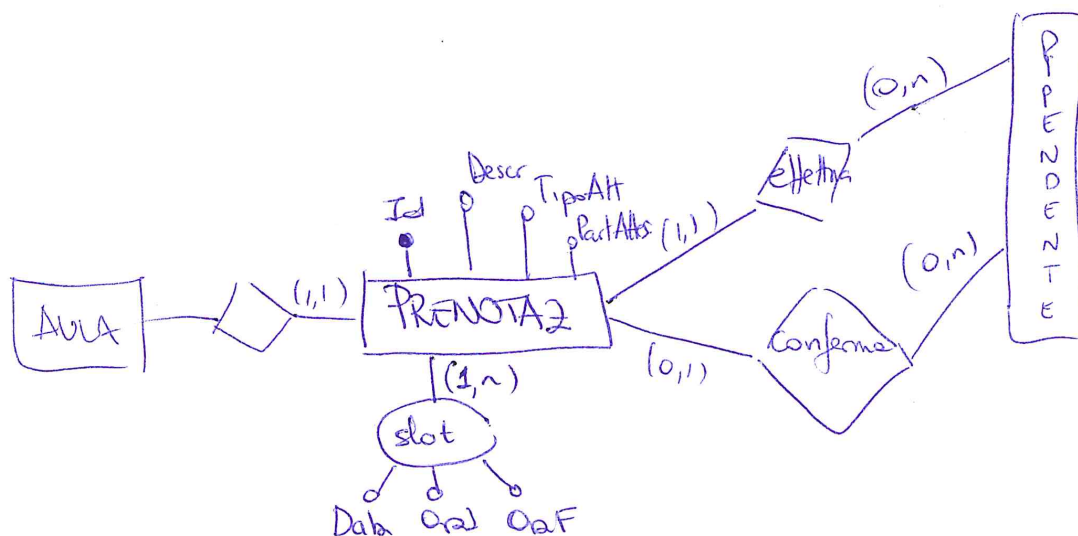 (0,n)
DIPENDENTE
effettua
Descr
TipoAtt
Id
PartAttes
(1,1)
(0,n)
AULA
(1,1)
PRENOTAZ
conferma
(0,1)
(1,n)
slot
Data OraI OraF